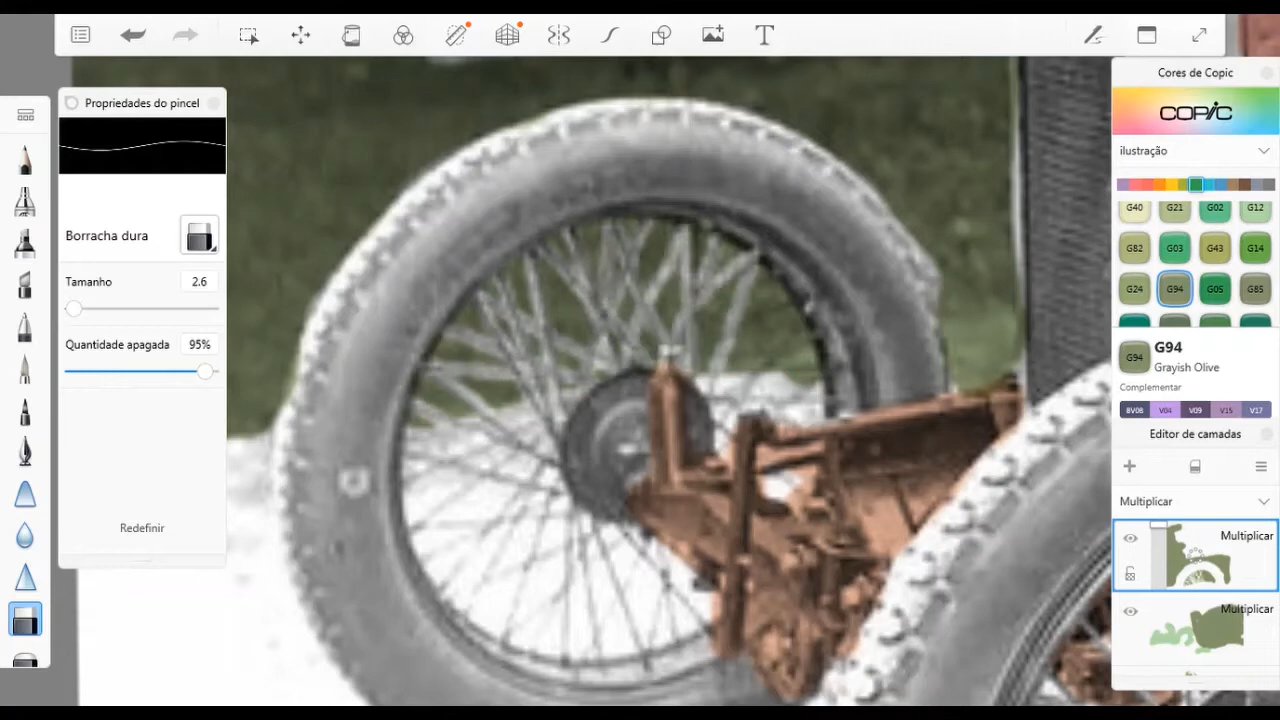 T
Propriedades do pincel
Borracha dura
Tamanho
2.6
Quantidade apagada
95%
Redefinir
Cores de Copic
COPIC
ilustração
G40 G21 G02 G12
G82 G03 G43 G14
G24 G94 G05 G85
G94 G94
Grayish Olive
Complementar
BV08 V04 V09 V15 V17
Editor de camadas
Multiplicar
Multiplicar
Multiplicar